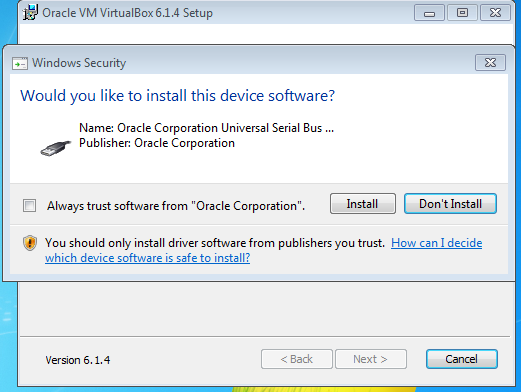 Oracle VM VirtualBox 6.1.4 Setup
Windows Security
Would you like to install this device software?
Name: Oracle Corporation Universal Serial Bus ...
Publisher: Oracle Corporation
Always trust software from "Oracle Corporation".
Install
Don't Install
You should only install driver software from publishers you trust. How can I decide
which device software is safe to install?
Version 6.1.4
< Back
Next >
Cancel